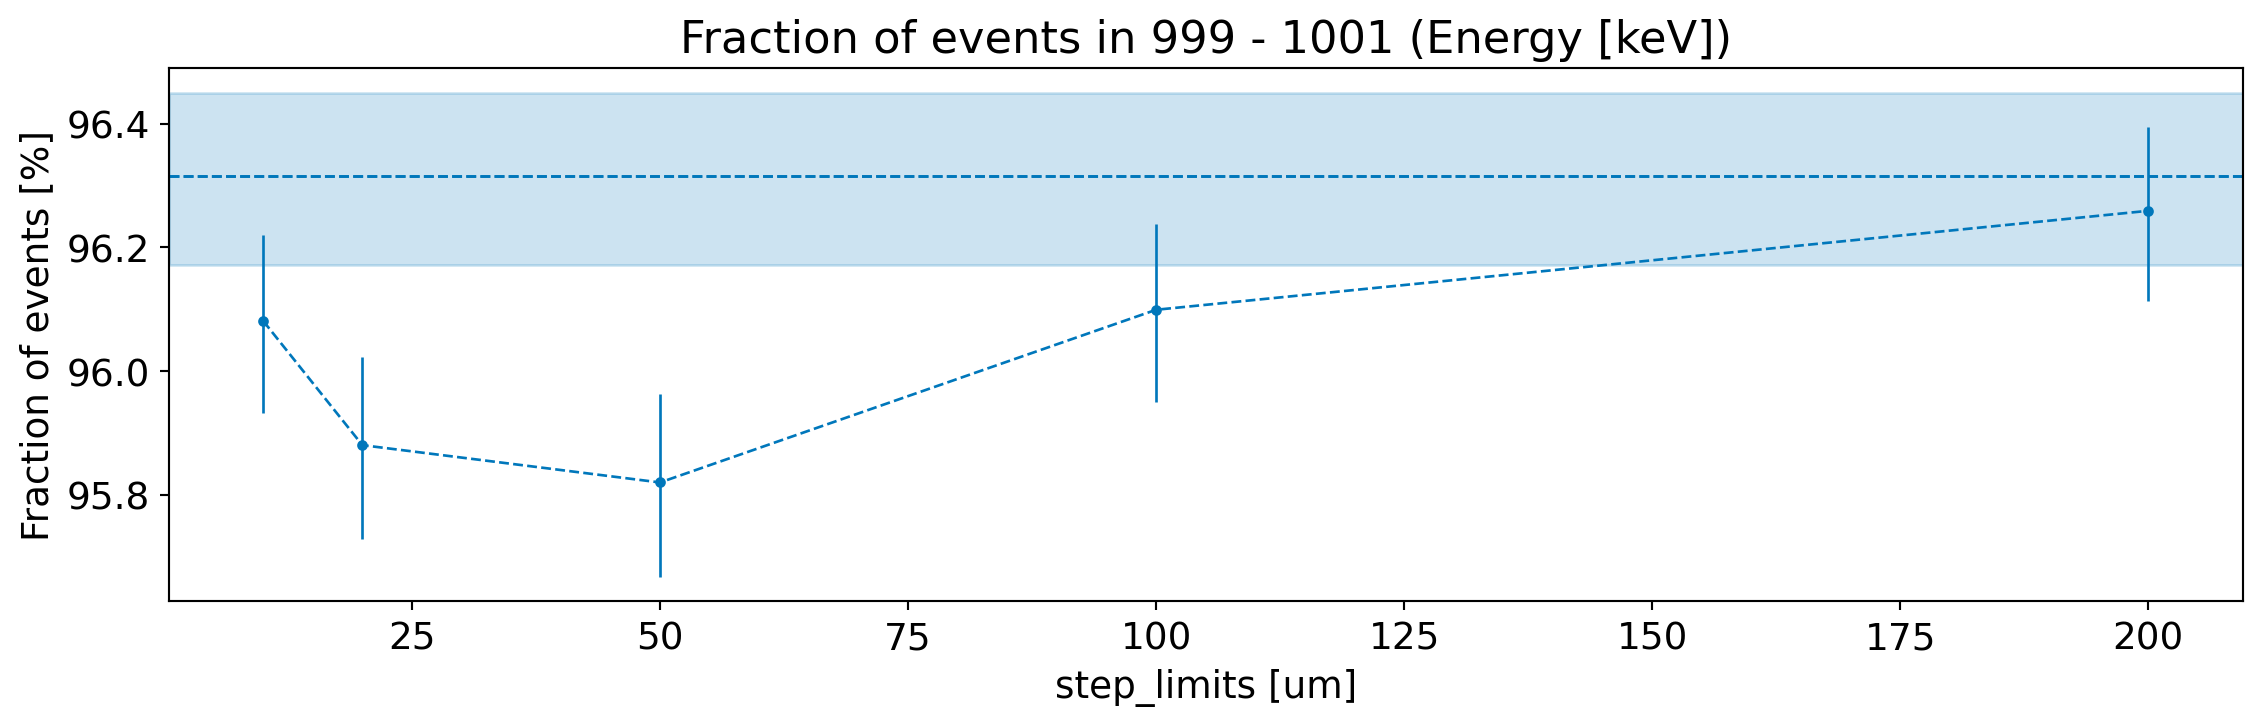 Fraction of events in 999 - 1001 (Energy [keV])
Fraction of events [%]
96.4
96.2
96.0
95.8
25 50 75 100 125 150 175 200
step_limits [um]